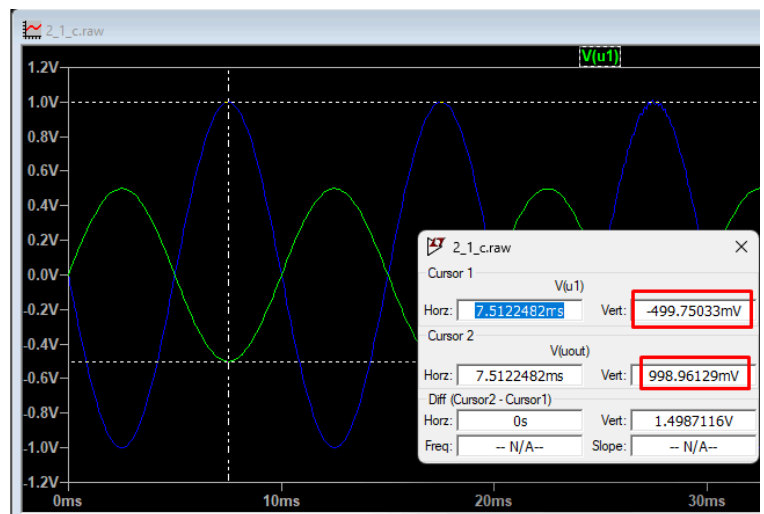 2_1_c.raw
V(u1)
1.2V
1.0V
0.8V
0.6V
0.4V
0.2V
0.0V
-0.2V
-0.4V
-0.6V
-0.8V
-1.0V
-1.2V
0ms 10ms 20ms 30ms
2_1_c.raw
Cursor 1
V(u1)
Horz: 7.5122482ms Vert: -499.75033mV
Cursor 2
V(uout)
Horz: 7.5122482ms Vert: 998.96129mV
Diff (Cursor2 - Cursor1)
Horz: 0s Vert: 1.4987116V
Freq: -- N/A-- Slope: -- N/A--